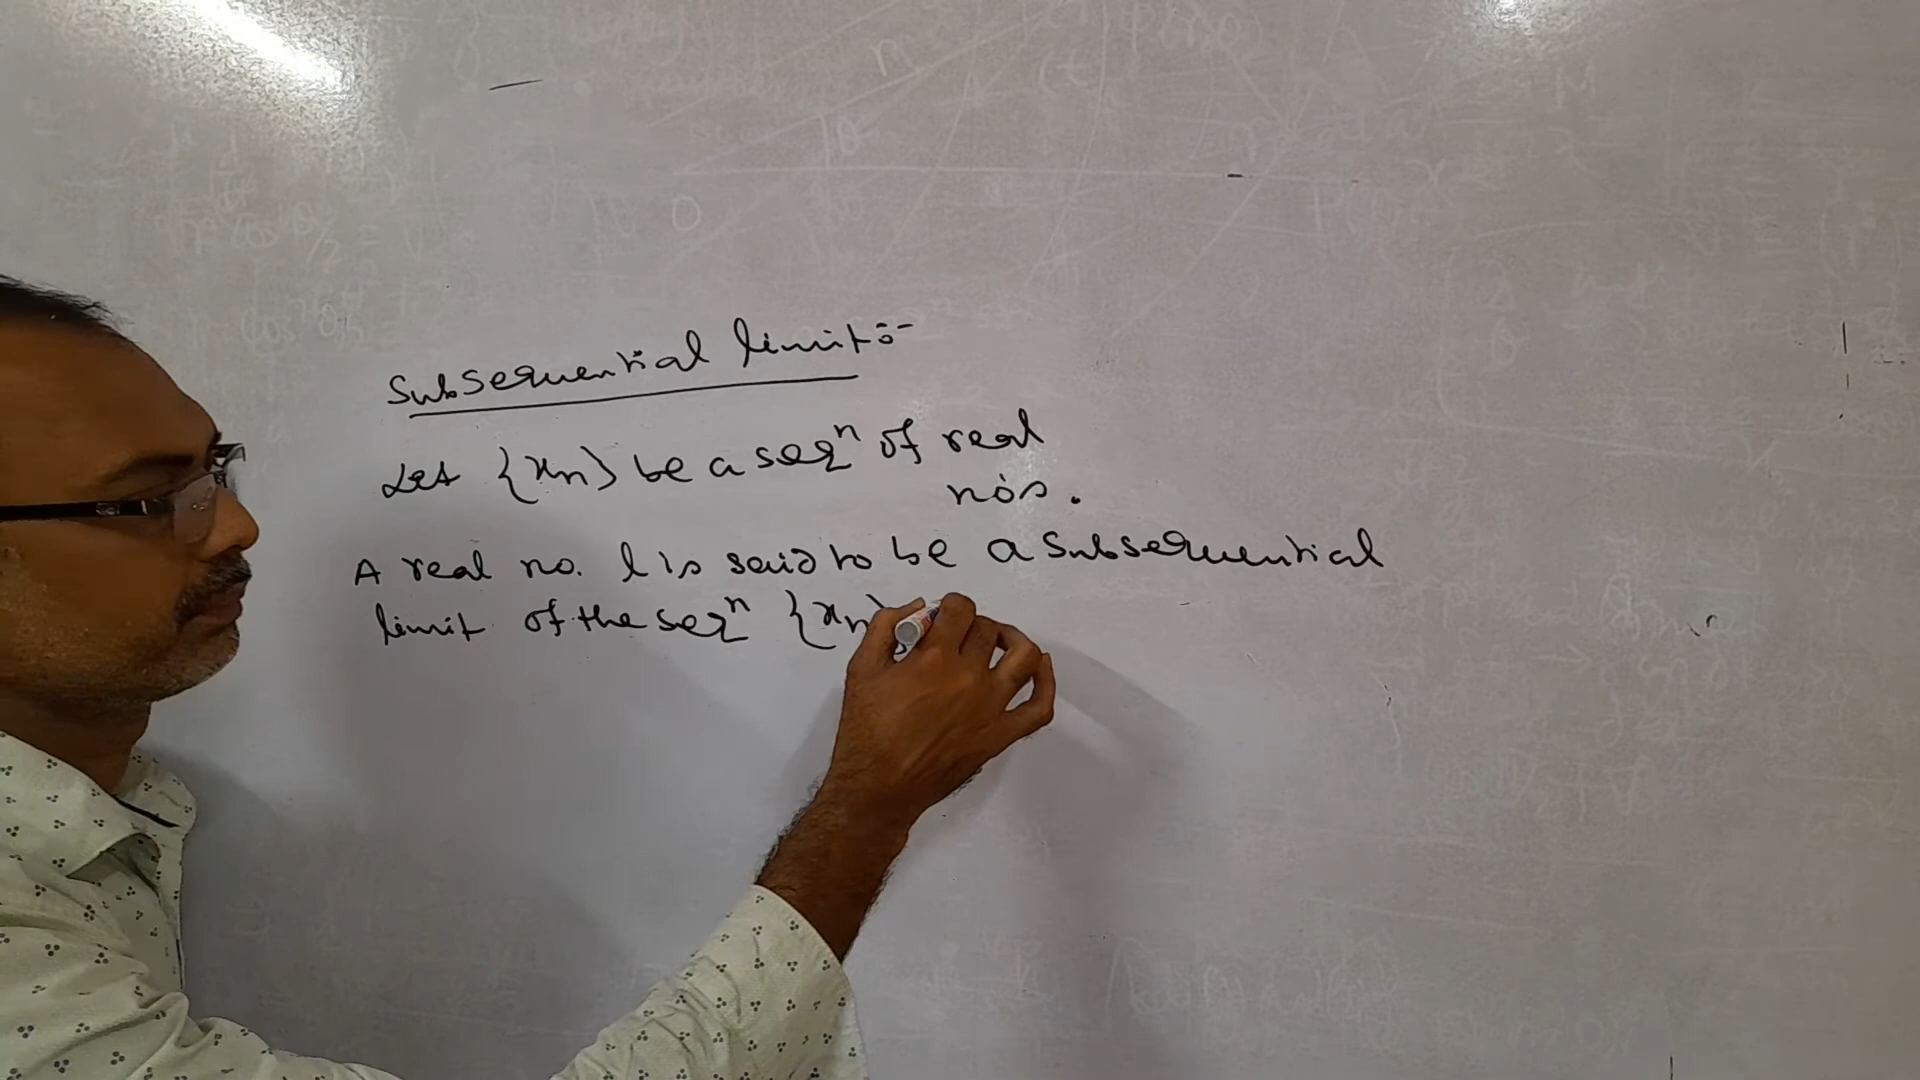 Subsequential limit:-
Let {xn} be a seqⁿ of real
no's.
A real no. l is said to be a subsequential
limit of the seqⁿ {xn}